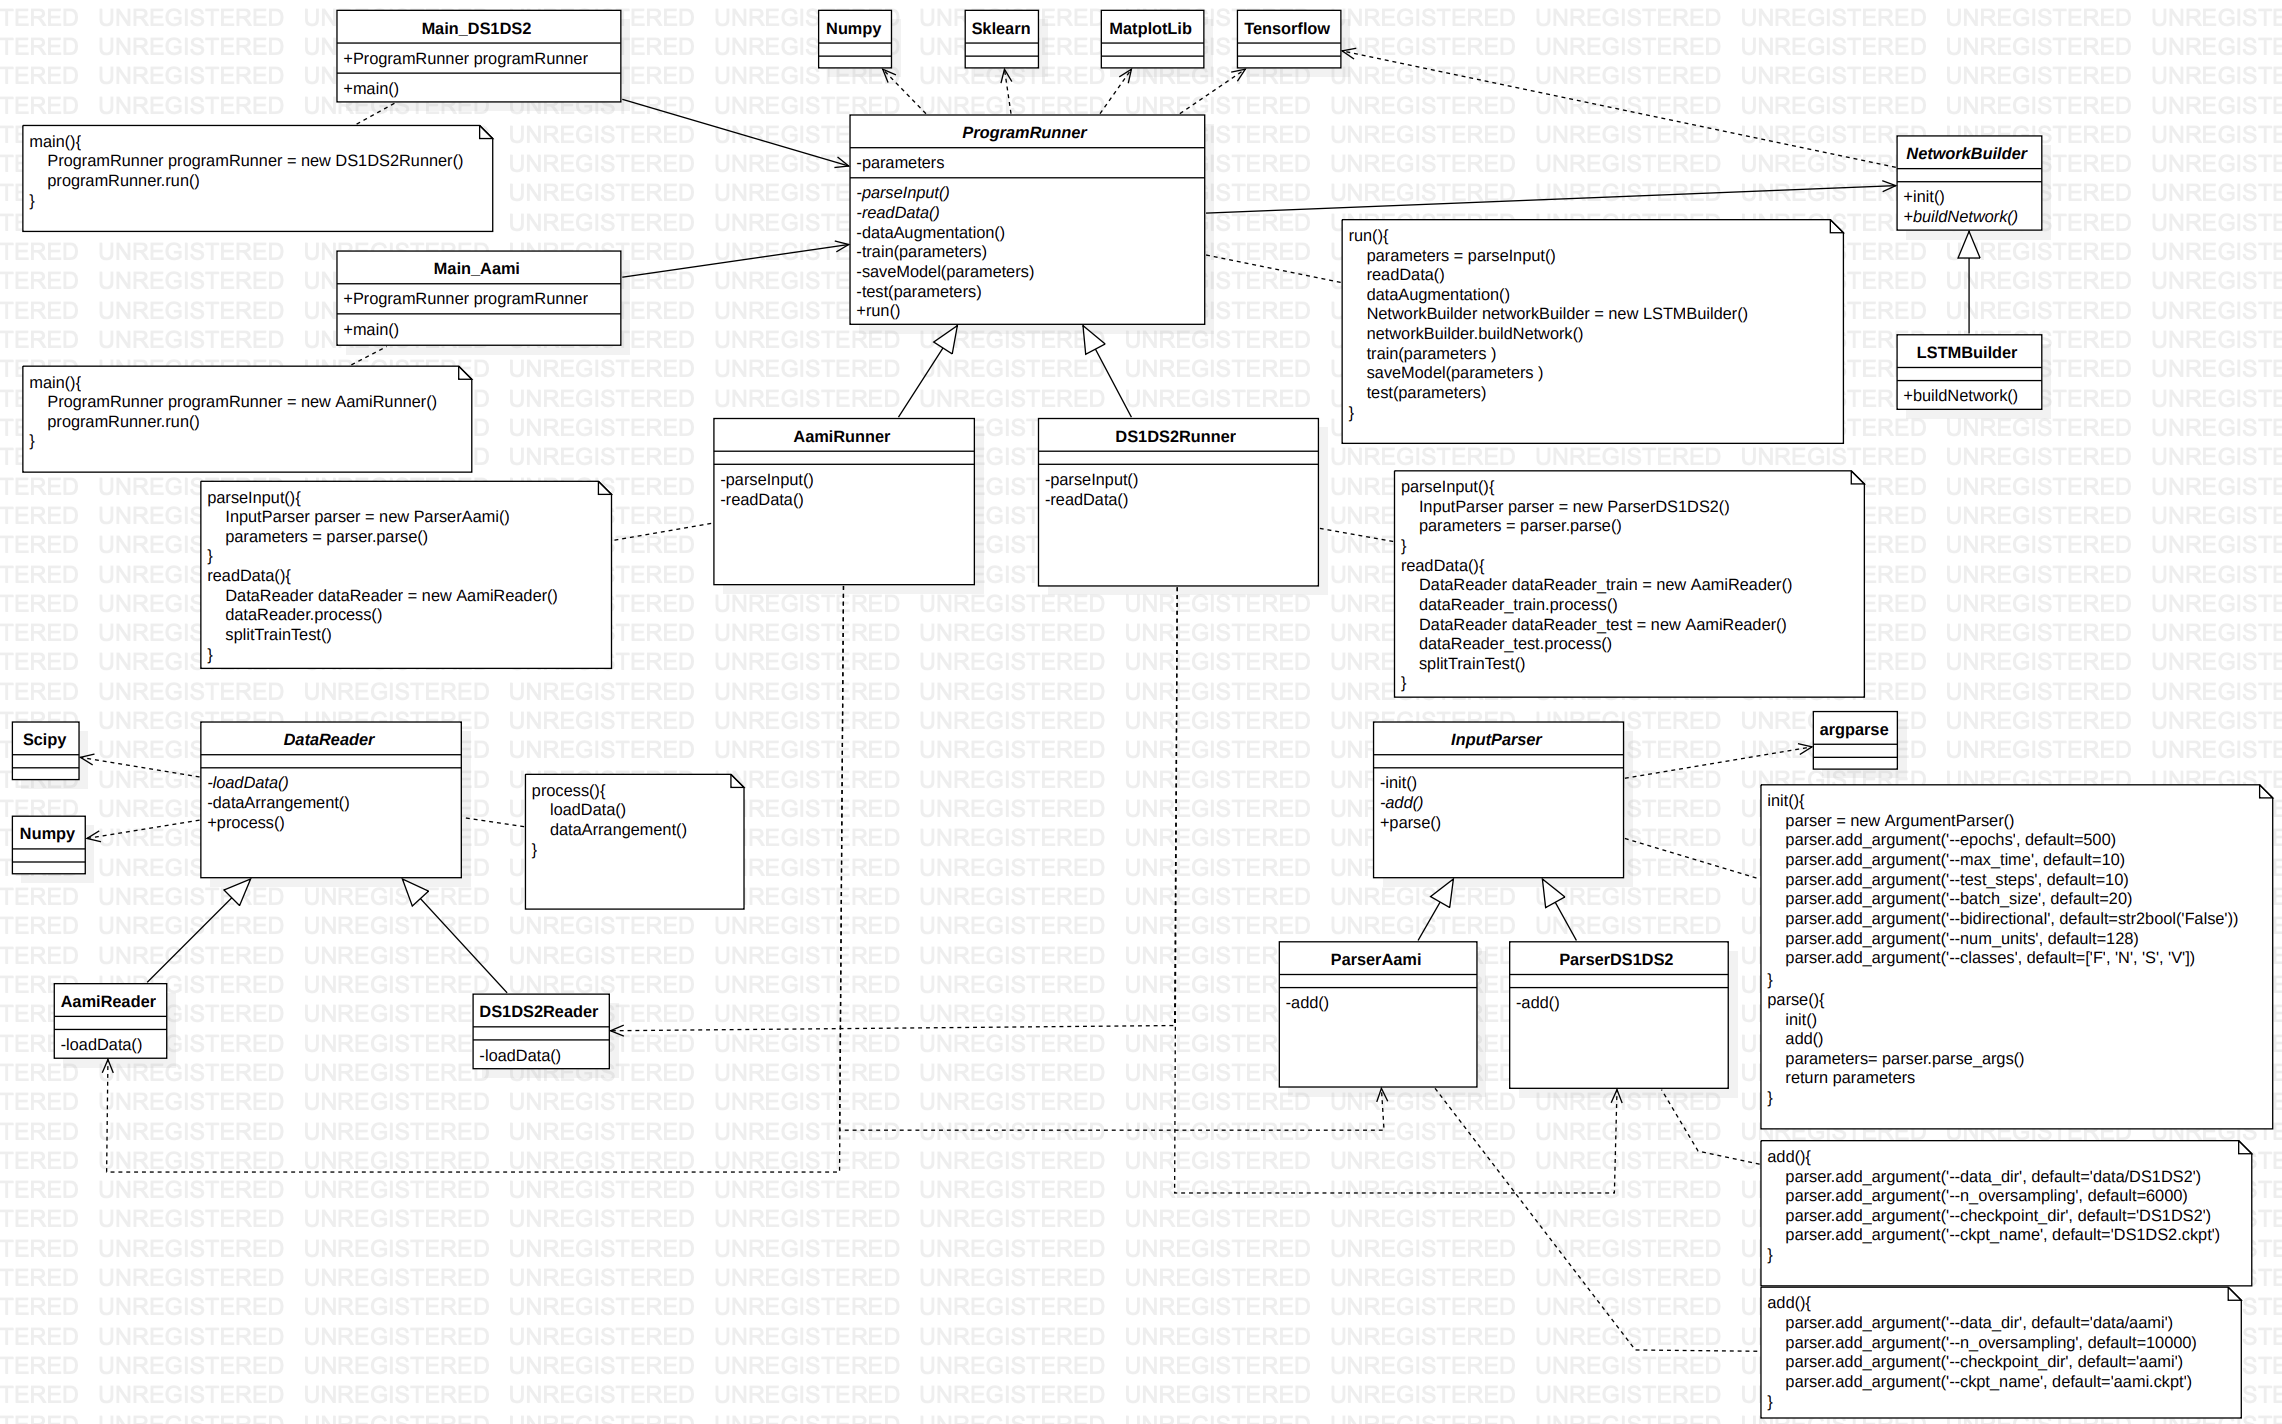 Main_DS1DS2
+ProgramRunner programRunner
+main()
Numpy
Sklearn
MatplotLib
Tensorflow
main(){
ProgramRunner programRunner = new DS1DS2Runner()
programRunner.run()
}
ProgramRunner
-parameters
-parseInput()
-readData()
-dataAugmentation()
-train(parameters)
-saveModel(parameters)
-test(parameters)
+run()
NetworkBuilder
+init()
+buildNetwork()
Main_Aami
+ProgramRunner programRunner
+main()
run(){
parameters = parseInput()
readData()
dataAugmentation()
NetworkBuilder networkBuilder = new LSTMBuilder()
networkBuilder.buildNetwork()
train(parameters )
saveModel(parameters )
test(parameters)
}
LSTMBuilder
+buildNetwork()
main(){
ProgramRunner programRunner = new AamiRunner()
programRunner.run()
}
AamiRunner
-parseInput()
-readData()
DS1DS2Runner
-parseInput()
-readData()
parseInput(){
InputParser parser = new ParserAami()
parameters = parser.parse()
}
readData(){
DataReader dataReader = new AamiReader()
dataReader.process()
splitTrainTest()
}
parseInput(){
InputParser parser = new ParserDS1DS2()
parameters = parser.parse()
}
readData(){
DataReader dataReader_train = new AamiReader()
dataReader_train.process()
DataReader dataReader_test = new AamiReader()
dataReader_test.process()
splitTrainTest()
}
Scipy
Numpy
DataReader
-loadData()
-dataArrangement()
+process()
process(){
loadData()
dataArrangement()
}
InputParser
-init()
-add()
+parse()
argparse
init(){
parser = new ArgumentParser()
parser.add_argument('--epochs', default=500)
parser.add_argument('--max_time', default=10)
parser.add_argument('--test_steps', default=10)
parser.add_argument('--batch_size', default=20)
parser.add_argument('--bidirectional', default=str2bool('False'))
parser.add_argument('--num_units', default=128)
parser.add_argument('--classes', default=['F', 'N', 'S', 'V'])
}
parse(){
init()
add()
parameters= parser.parse_args()
return parameters
}
AamiReader
-loadData()
DS1DS2Reader
-loadData()
ParserAami
-add()
ParserDS1DS2
-add()
add(){
parser.add_argument('--data_dir', default='data/DS1DS2')
parser.add_argument('--n_oversampling', default=6000)
parser.add_argument('--checkpoint_dir', default='DS1DS2')
parser.add_argument('--ckpt_name', default='DS1DS2.ckpt')
}
add(){
parser.add_argument('--data_dir', default='data/aami')
parser.add_argument('--n_oversampling', default=10000)
parser.add_argument('--checkpoint_dir', default='aami')
parser.add_argument('--ckpt_name', default='aami.ckpt')
}
UNREGISTERED